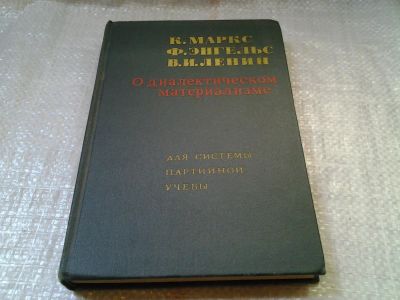 К. МАРКС
Ф. ЭНГЕЛЬС
В. И. ЛЕНИН
О диалектическом
материализме
ДЛЯ СИСТЕМЫ
ПАРТИЙНОЙ
УЧЕБЫ